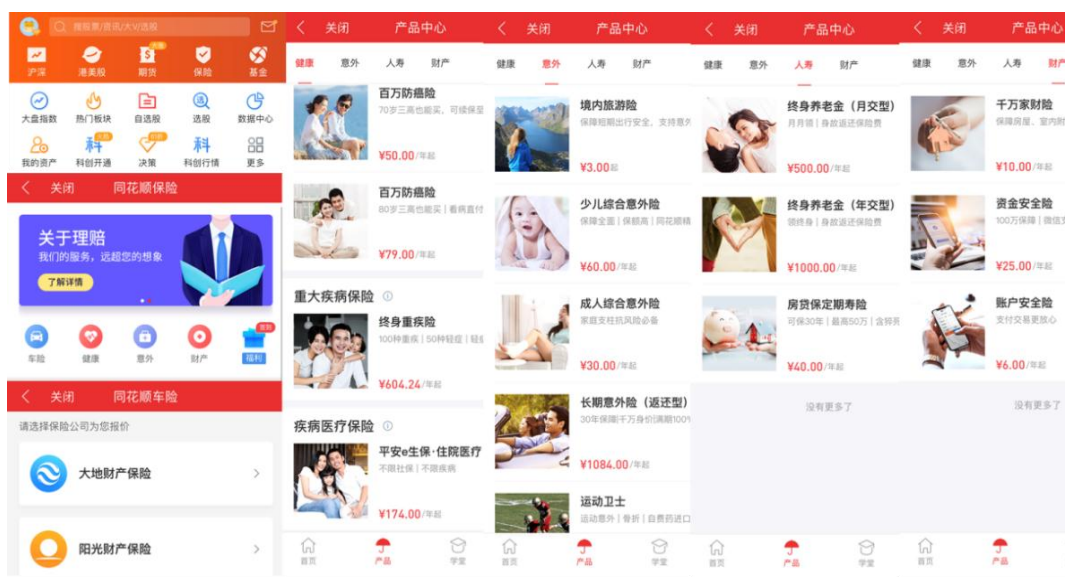 搜股票/资讯/大V/选股
沪深
港美股
期货
保险
基金
大盘指数
热门板块
自选股
选股
数据中心
我的资产
科创开通
决策
科创行情
更多
关闭 同花顺保险
关于理赔
我们的服务，远超您的想象
了解详情
签到
车险
健康
意外
财产
福利
关闭 同花顺车险
请选择保险公司为您报价
大地财产保险
阳光财产保险
关闭 产品中心
健康 意外 人寿 财产
百万防癌险
70岁三高也能买，可续保至
¥50.00/年起
百万防癌险
80岁三高也能买 | 看病直付
¥79.00/年起
重大疾病保险
终身重疾险
100种重疾 | 50种轻症 | 轻症
¥604.24/年起
疾病医疗保险
平安e生保·住院医疗
不限社保 | 不限疾病
¥174.00/年起
首页
产品
学堂
关闭 产品中心
健康 意外 人寿 财产
境内旅游险
保障短期出行安全，支持意外
¥3.00起
少儿综合意外险
保障全面 | 保额高 | 同花顺精
¥60.00/年起
成人综合意外险
家庭支柱抗风险必备
¥30.00/年起
长期意外险（返还型）
30年保障|千万身价|满期100%
¥1084.00/年起
运动卫士
运动意外 | 骨折 | 自费药进口
首页
产品
学堂
关闭 产品中心
健康 意外 人寿 财产
终身养老金（月交型）
月月领 | 身故返还保险费
¥500.00/年起
终身养老金（年交型）
领终身 | 身故返还保险费
¥1000.00/年起
房贷保定期寿险
可保30年 | 最高50万 | 含猝死
¥40.00/年起
没有更多了
首页
产品
学堂
关闭 产品中心
健康 意外 人寿 财产
千万家财险
保障房屋、室内附
¥10.00/年起
资金安全险
100万保障 | 微信支
¥25.00/年起
账户安全险
支付交易更放心
¥6.00/年起
没有更多了
首页
产品